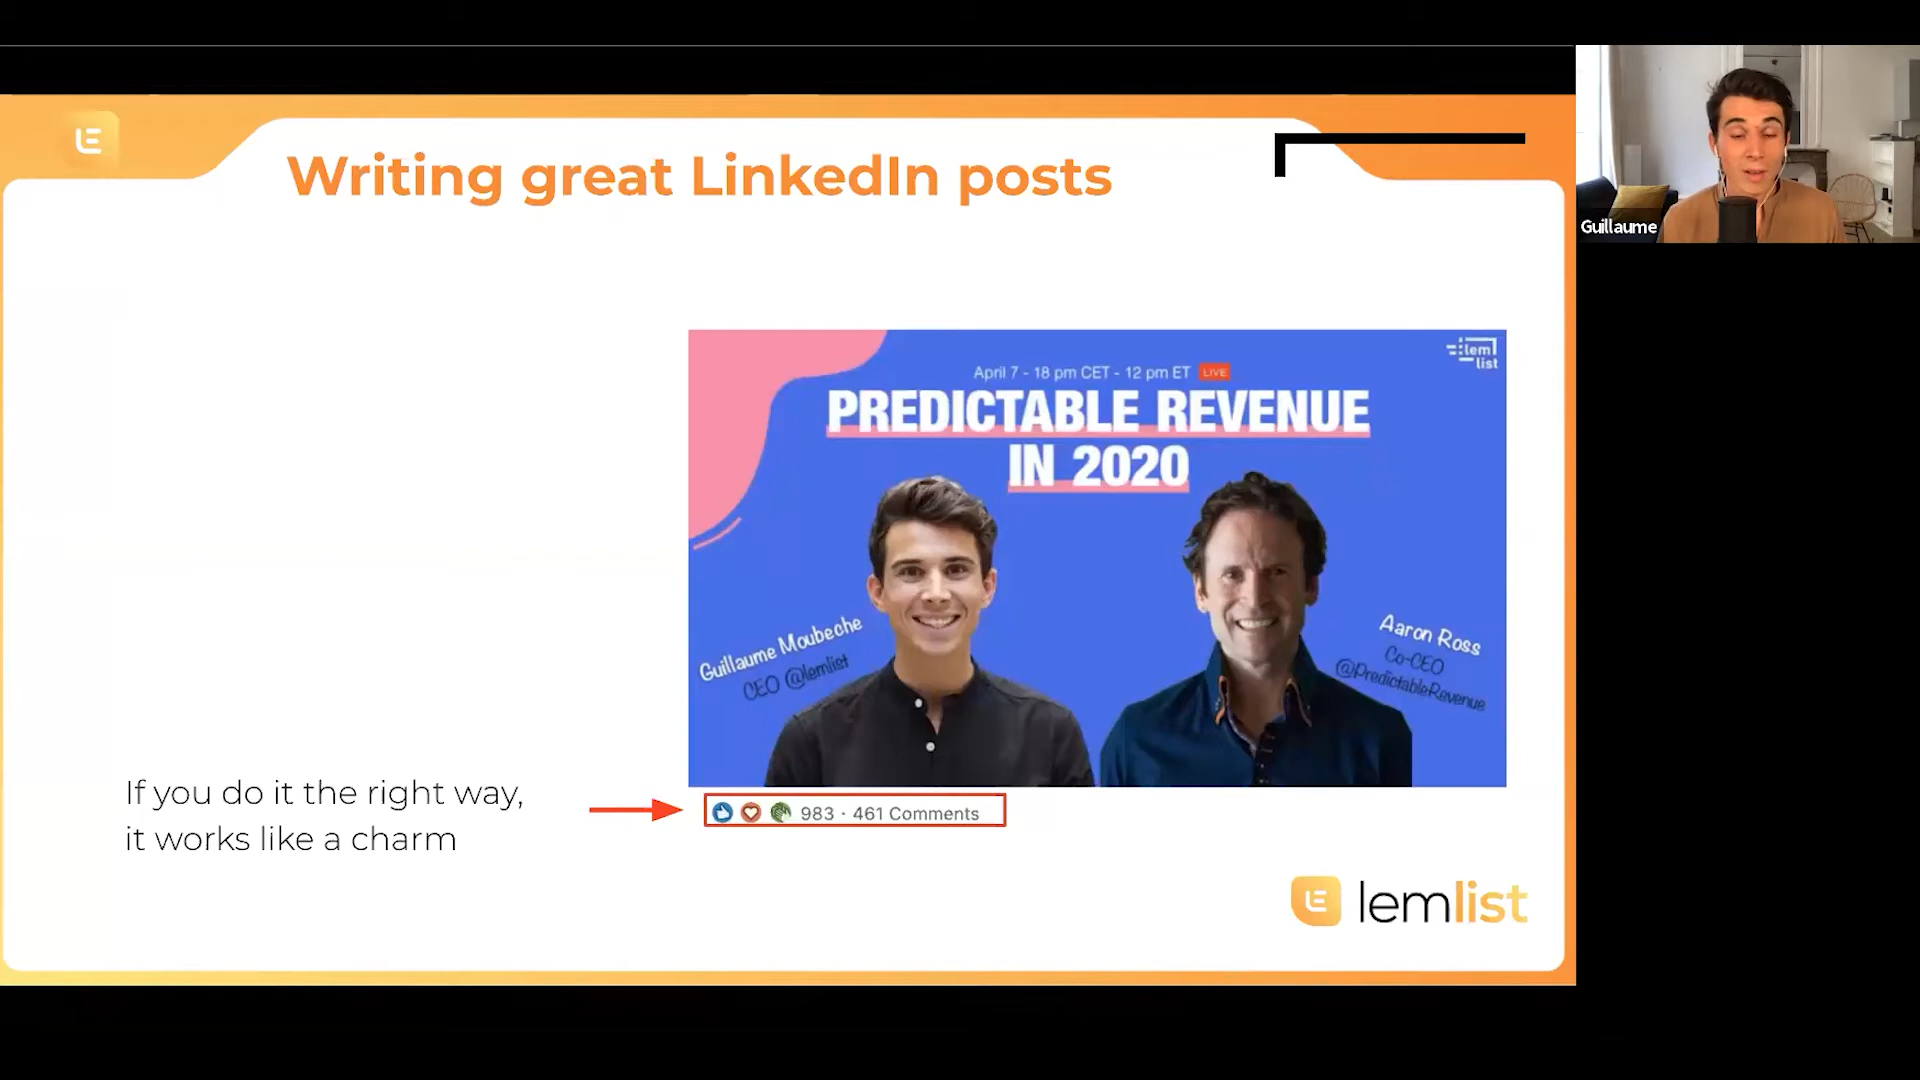 Writing great LinkedIn posts
Guillaume
lem
list
April 7 - 18 pm CET - 12 pm ET LIVE
PREDICTABLE REVENUE
IN 2020
Guillaume Moubeche
CEO @lemlist
Aaron Ross
Co-CEO
@PredictableRevenue
If you do it the right way,
it works like a charm
983 · 461 Comments
lemlist